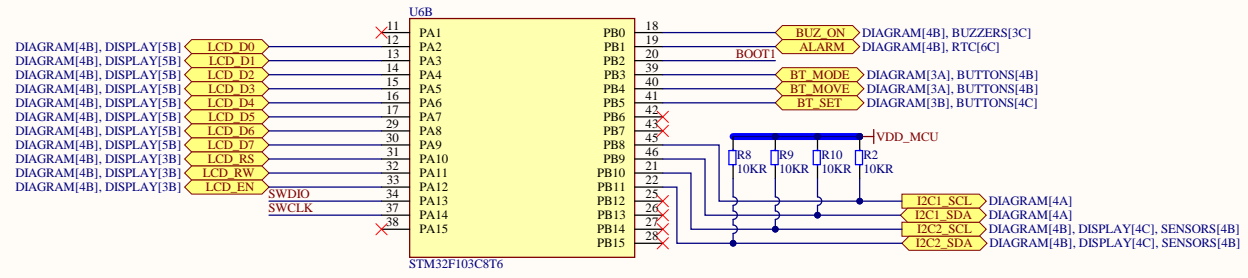 U6B
DIAGRAM[4B], DISPLAY[5B] LCD_D0
DIAGRAM[4B], DISPLAY[5B] LCD_D1
DIAGRAM[4B], DISPLAY[5B] LCD_D2
DIAGRAM[4B], DISPLAY[5B] LCD_D3
DIAGRAM[4B], DISPLAY[5B] LCD_D4
DIAGRAM[4B], DISPLAY[5B] LCD_D5
DIAGRAM[4B], DISPLAY[5B] LCD_D6
DIAGRAM[4B], DISPLAY[5B] LCD_D7
DIAGRAM[4B], DISPLAY[3B] LCD_RS
DIAGRAM[4B], DISPLAY[3B] LCD_RW
DIAGRAM[4B], DISPLAY[3B] LCD_EN
SWDIO
SWCLK
11 PA1
12 PA2
13 PA3
14 PA4
15 PA5
16 PA6
17 PA7
29 PA8
30 PA9
31 PA10
32 PA11
33 PA12
34 PA13
37 PA14
38 PA15
PB0 18
PB1 19
PB2 20
PB3 39
PB4 40
PB5 41
PB6 42
PB7 43
PB8 45
PB9 46
PB10 21
PB11 22
PB12 25
PB13 26
PB14 27
PB15 28
STM32F103C8T6
BUZ_ON DIAGRAM[4B], BUZZERS[3C]
ALARM DIAGRAM[4B], RTC[6C]
BOOT1
BT_MODE DIAGRAM[3A], BUTTONS[4B]
BT_MOVE DIAGRAM[3A], BUTTONS[4B]
BT_SET DIAGRAM[3B], BUTTONS[4C]
VDD_MCU
R8 R9 R10 R2
10KR 10KR 10KR 10KR
I2C1_SCL DIAGRAM[4A]
I2C1_SDA DIAGRAM[4A]
I2C2_SCL DIAGRAM[4B], DISPLAY[4C], SENSORS[4B]
I2C2_SDA DIAGRAM[4B], DISPLAY[4C], SENSORS[4B]